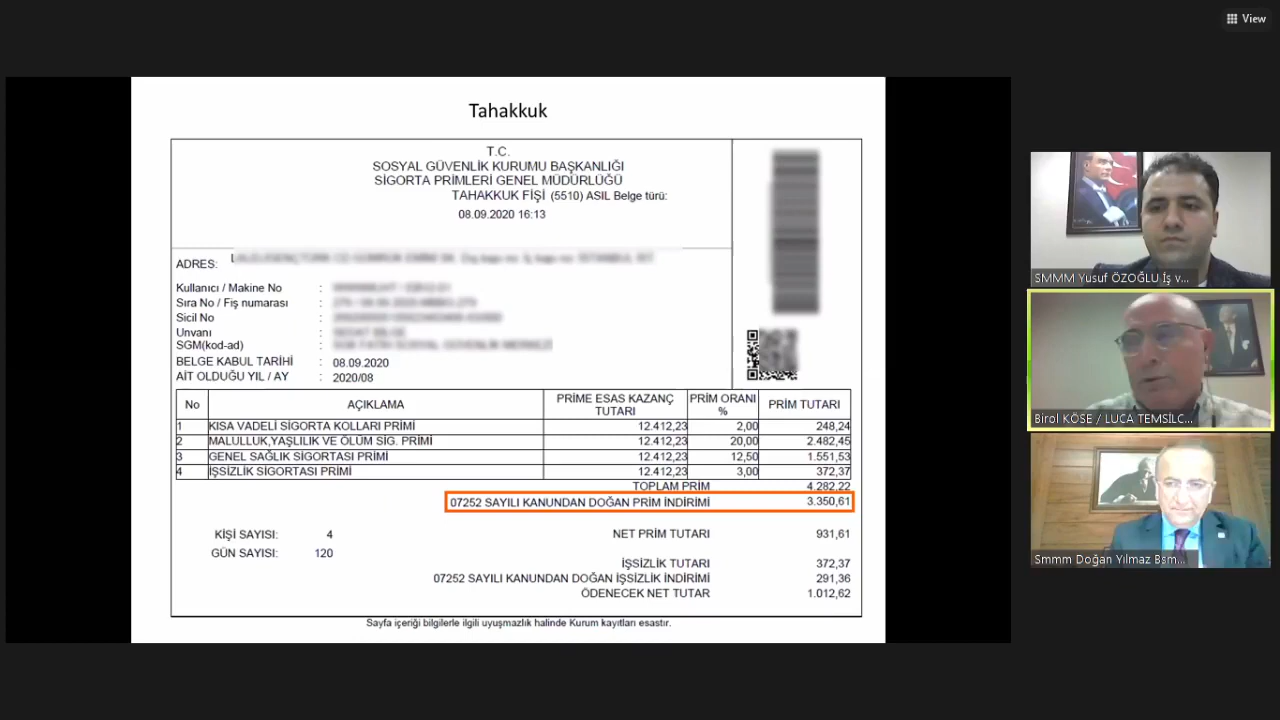 View
Tahakkuk
T.C.
SOSYAL GÜVENLİK KURUMU BAŞKANLIĞI
SİGORTA PRİMLERİ GENEL MÜDÜRLÜĞÜ
TAHAKKUK FİŞİ (5510) ASIL Belge türü:
08.09.2020 16:13
ADRES:
Kullanıcı / Makine No :
Sıra No / Fiş numarası :
Sicil No :
Unvanı :
SGM(kod-ad) :
BELGE KABUL TARİHİ : 08.09.2020
AİT OLDUĞU YIL / AY : 2020/08
No AÇIKLAMA PRİME ESAS KAZANÇ TUTARI PRİM ORANI % PRİM TUTARI
1 KISA VADELİ SİGORTA KOLLARI PRİMİ 12.412,23 2,00 248,24
2 MALULLUK,YAŞLILIK VE ÖLÜM SİG. PRİMİ 12.412,23 20,00 2.482,45
3 GENEL SAĞLIK SİGORTASI PRİMİ 12.412,23 12,50 1.551,53
4 İŞSİZLİK SİGORTASI PRİMİ 12.412,23 3,00 372,37
TOPLAM PRİM 4.282,22
07252 SAYILI KANUNDAN DOĞAN PRİM İNDİRİMİ 3.350,61
KİŞİ SAYISI: 4 NET PRİM TUTARI 931,61
GÜN SAYISI: 120
İŞSİZLİK TUTARI 372,37
07252 SAYILI KANUNDAN DOĞAN İŞSİZLİK İNDİRİMİ 291,36
ÖDENECEK NET TUTAR 1.012,62
Sayfa içeriği bilgilerle ilgili uyuşmazlık halinde Kurum kayıtları esastır.
SMMM Yusuf ÖZOĞLU İş v...
Birol KÖSE / LUCA TEMSİLC...
Smmm Doğan Yılmaz Bsm...